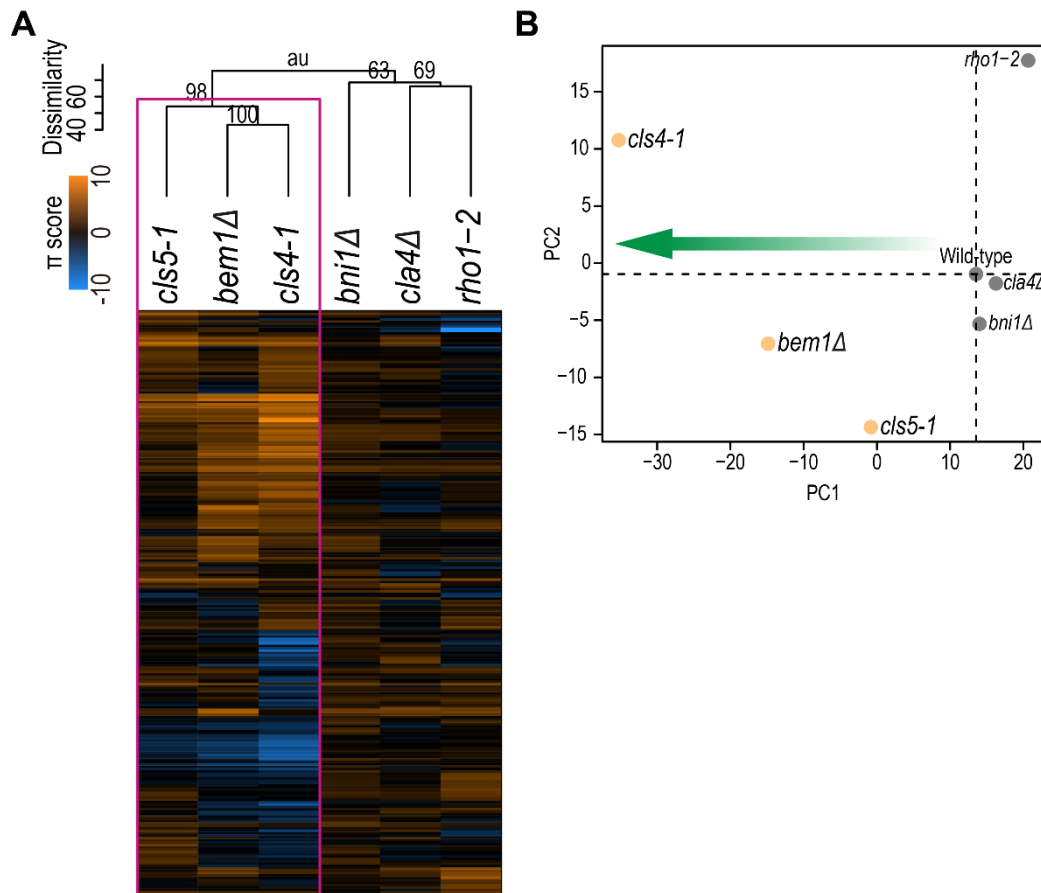 A
au
63
69
98
100
Dissimilarity
40 60
π score
10
0
-10
cls5-1
bem1Δ
cls4-1
bni1Δ
cla4Δ
rho1-2
B
rho1-2
cls4-1
Wild-type
cla4Δ
bni1Δ
bem1Δ
cls5-1
PC2
15
10
5
0
−5
−10
−15
−30 −20 −10 0 10 20
PC1